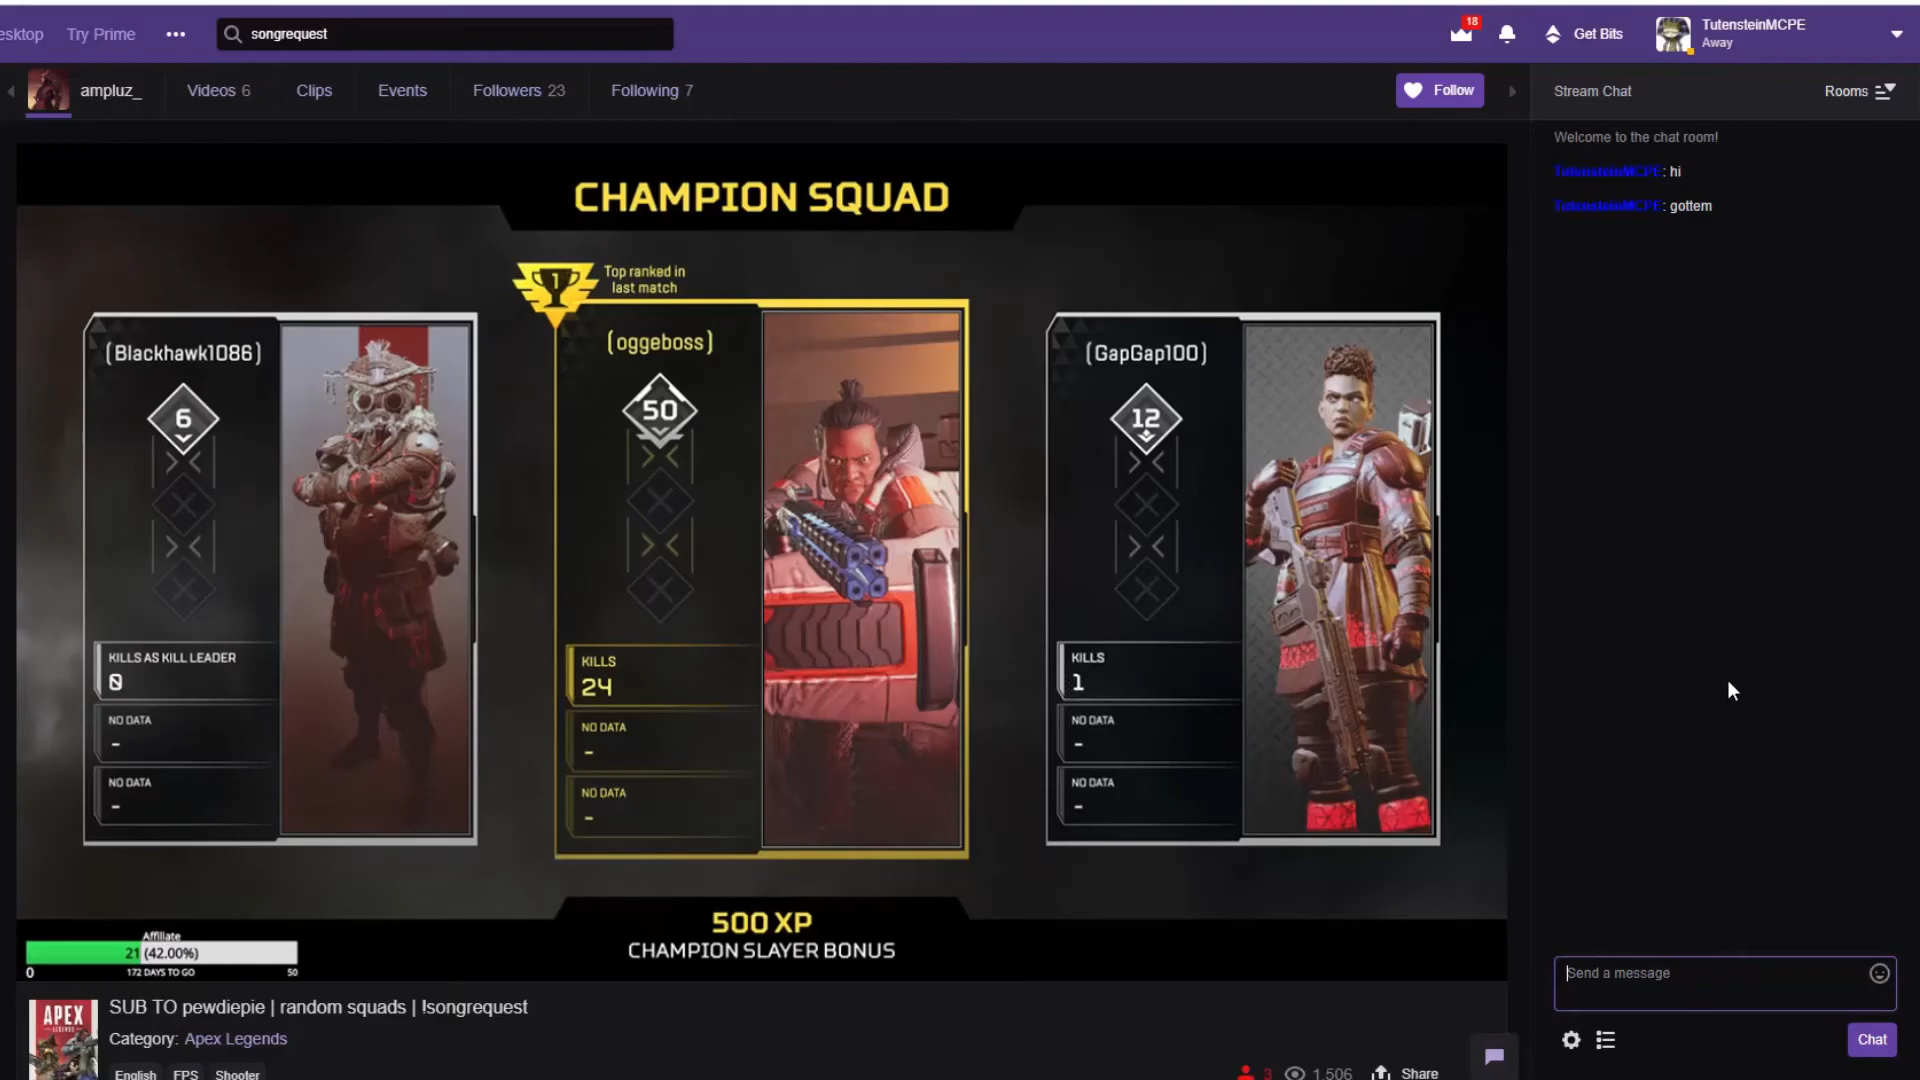 esktop Try Prime ••• songrequest 18 Get Bits TutensteinMCPE
Away
ampluz_ Videos 6 Clips Events Followers 23 Following 7 Follow Stream Chat Rooms
Welcome to the chat room!
TutensteinMCPE: hi
TutensteinMCPE: gottem
CHAMPION SQUAD
1 Top ranked in
last match
(Blackhawk1086)
6
KILLS AS KILL LEADER
0
NO DATA
-
NO DATA
-
(oggeboss)
50
KILLS
24
NO DATA
-
NO DATA
-
(GapGap100)
12
KILLS
1
NO DATA
-
NO DATA
-
500 XP
CHAMPION SLAYER BONUS
Affiliate
21 (42.00%)
0 172 DAYS TO GO 50
APEX
LEGENDS
SUB TO pewdiepie | random squads | !songrequest
Category: Apex Legends
English FPS Shooter
3 1,506 Share
Send a message
Chat